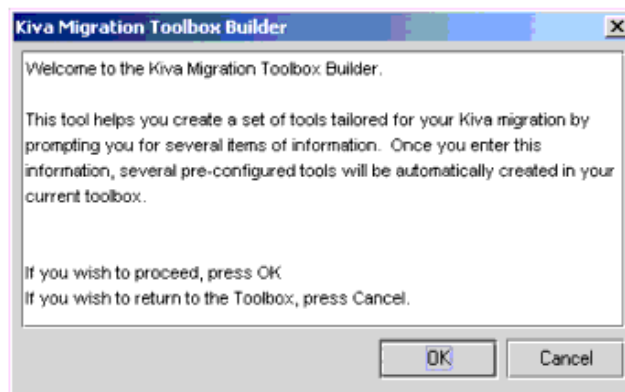 Kiva Migration Toolbox Builder
Welcome to the Kiva Migration Toolbox Builder.
This tool helps you create a set of tools tailored for your Kiva migration by
prompting you for several items of information.  Once you enter this
information, several pre-configured tools will be automatically created in your
current toolbox.
If you wish to proceed, press OK
If you wish to return to the Toolbox, press Cancel.
OK
Cancel